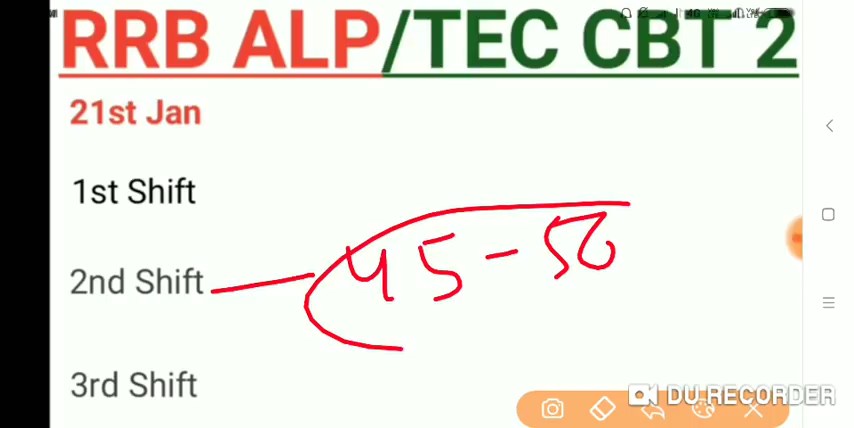 RRB ALP/TEC CBT 2
21st Jan
1st Shift
2nd Shift 45-50
3rd Shift
DU RECORDER